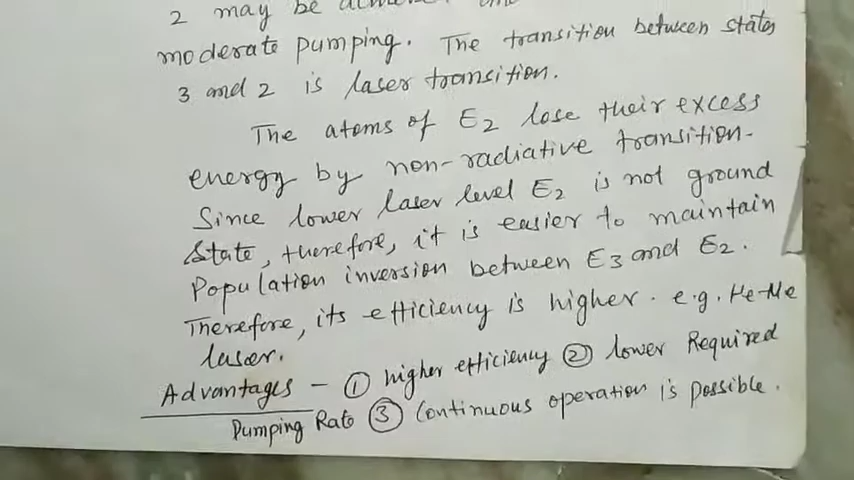 2 may be
moderate pumping. The transition between states
3 and 2 is laser transition.
The atoms of E2 lose their excess
energy by non-radiative transition-
Since lower laser level E2 is not ground
State, therefore, it is easier to maintain
Population inversion between E3 and E2.
Therefore, its efficiency is higher. e.g. He-Ne
laser.
Advantages - ① higher efficiency ② lower Required
Pumping Rate ③ Continuous operation is possible.